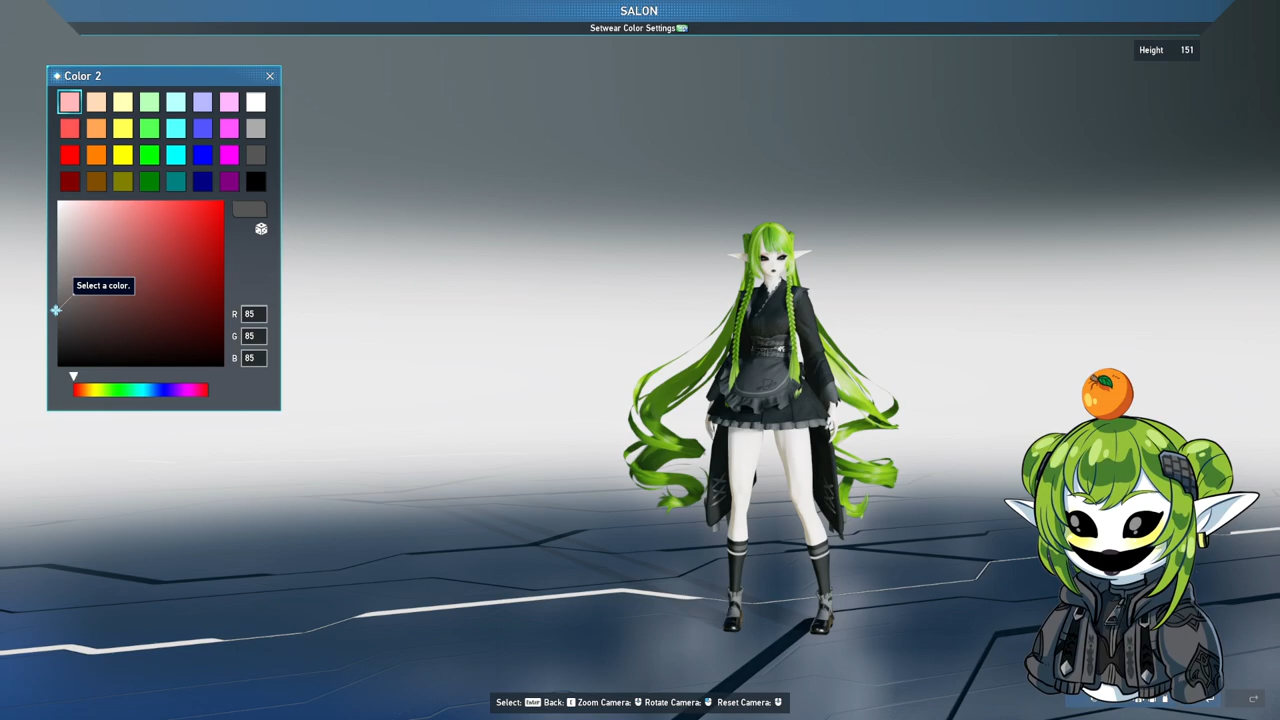 SALON
Setwear Color Settings
Height 151
Color 2
Select a color.
R 85
G 85
B 85
Select: Enter Back: Zoom Camera: Rotate Camera: Reset Camera: